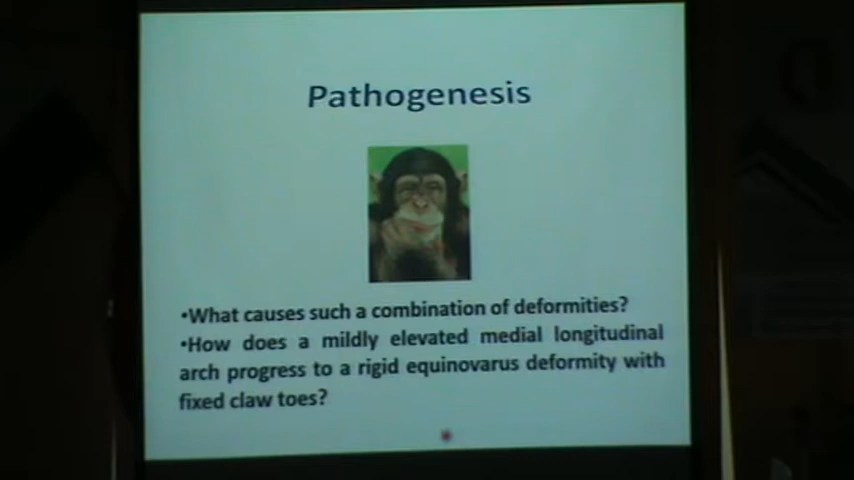 Pathogenesis
•What causes such a combination of deformities?
•How does a mildly elevated medial longitudinal
arch progress to a rigid equinovarus deformity with
fixed claw toes?